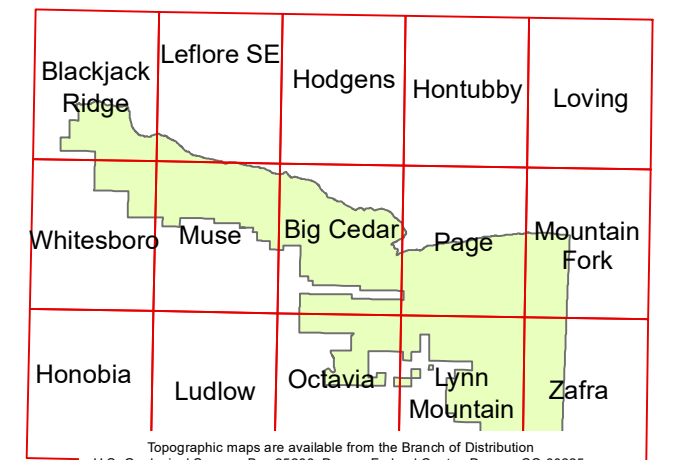 Leflore SE
Blackjack
Ridge
Hodgens
Hontubby
Loving
Whitesboro
Muse
Big Cedar
Page
Mountain
Fork
Honobia
Ludlow
Octavia
Lynn
Mountain
Zafra
Topographic maps are available from the Branch of Distribution